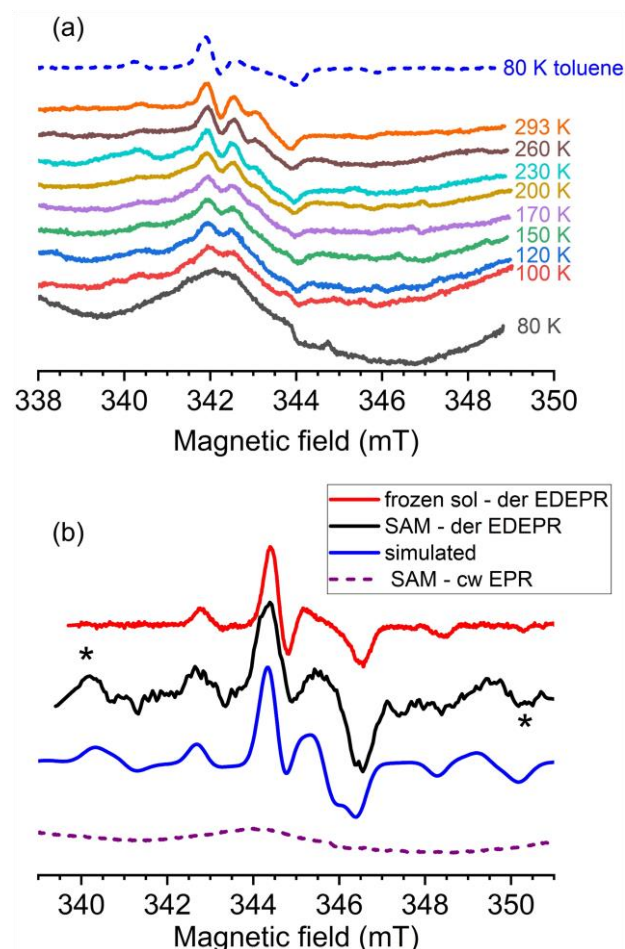 (a)
80 K toluene
293 K
260 K
230 K
200 K
170 K
150 K
120 K
100 K
80 K
338 340 342 344 346 348 350
Magnetic field (mT)
(b)
frozen sol - der EDEPR
SAM - der EDEPR
simulated
SAM - cw EPR
*
*
340 342 344 346 348 350
Magnetic field (mT)